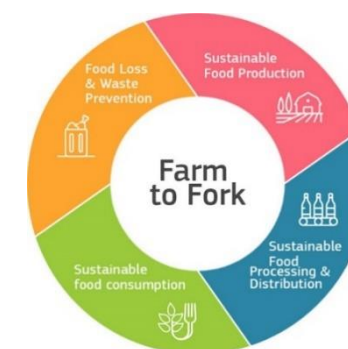 Farm
to Fork
Sustainable
Food Production
Sustainable
Food
Processing &
Distribution
Sustainable
food consumption
Food Loss
& Waste
Prevention